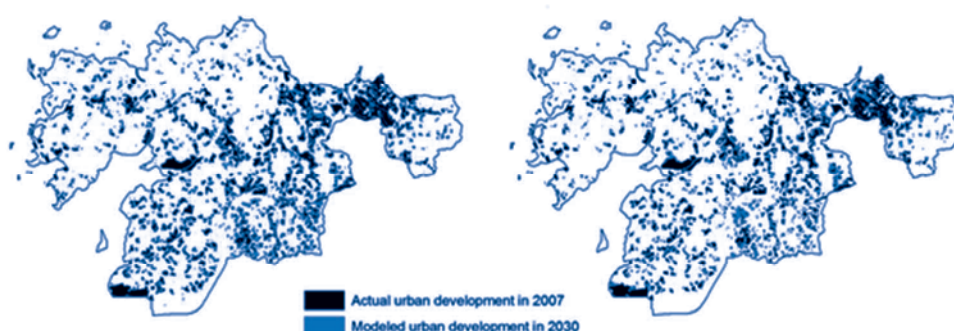 Actual urban development in 2007
Modeled urban development in 2030